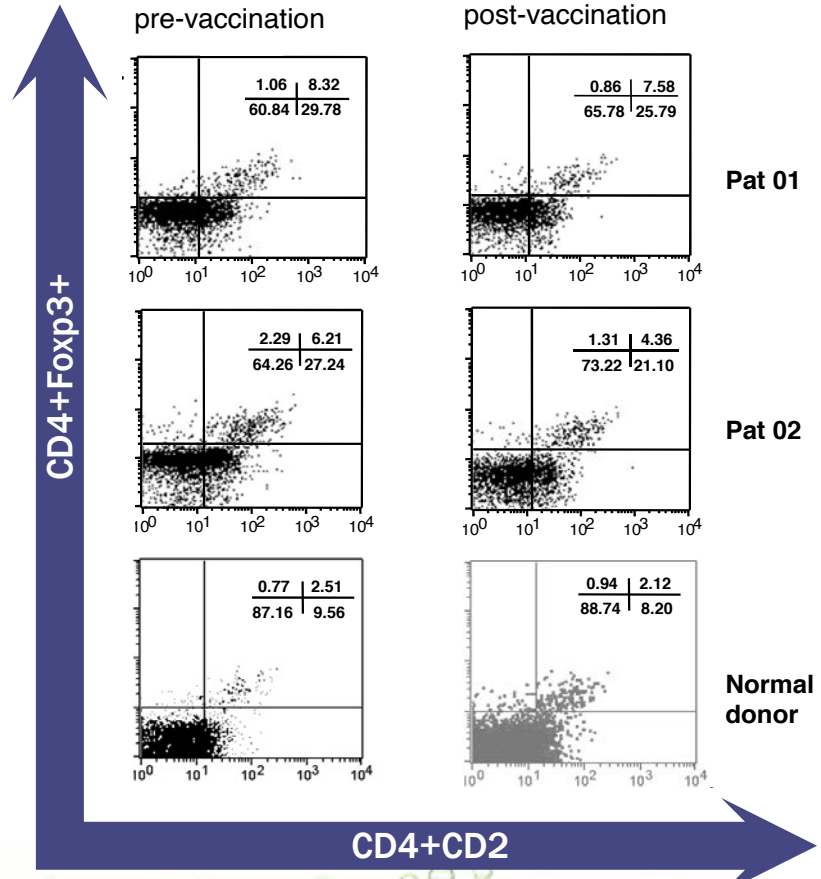 pre-vaccination
post-vaccination
1.06 8.32
60.84 29.78
10^0 10^1 10^2 10^3 10^4
0.86 7.58
65.78 25.79
10^0 10^1 10^2 10^3 10^4
Pat 01
2.29 6.21
64.26 27.24
10^0 10^1 10^2 10^3 10^4
1.31 4.36
73.22 21.10
10^0 10^1 10^2 10^3 10^4
Pat 02
0.77 2.51
87.16 9.56
10^0 10^1 10^2 10^3 10^4
0.94 2.12
88.74 8.20
10^0 10^1 10^2 10^3 10^4
Normal
donor
CD4+Foxp3+
CD4+CD2